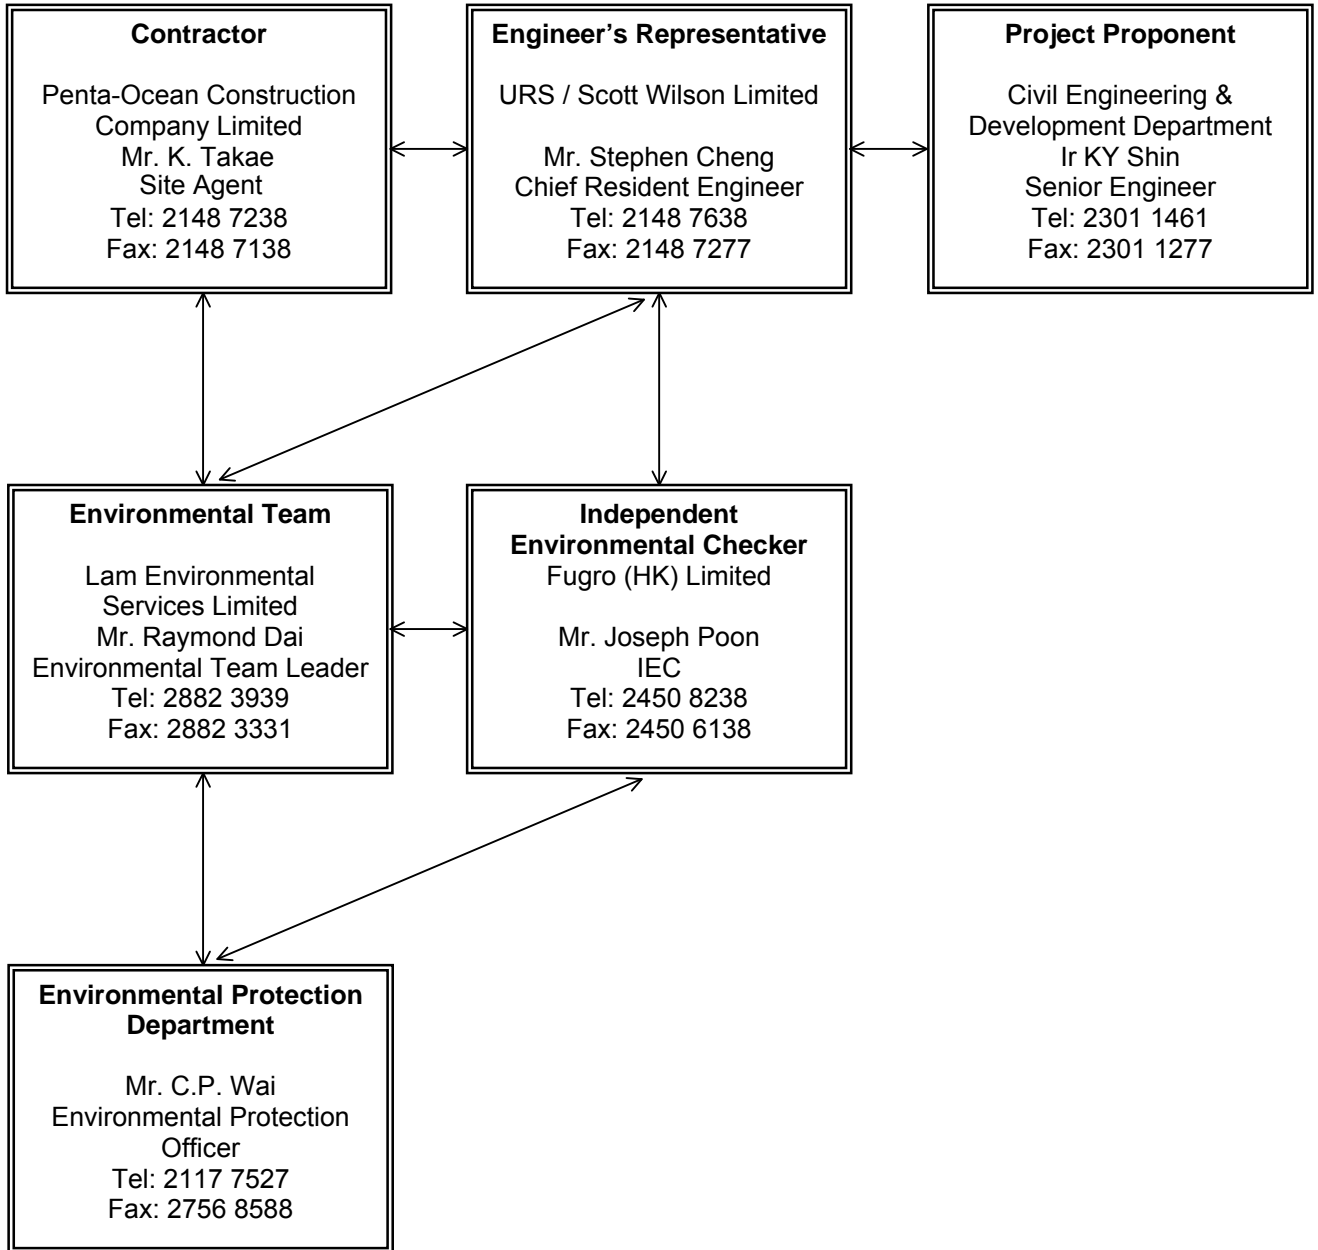 Contractor
Penta-Ocean Construction
Company Limited
Mr. K. Takae
Site Agent
Tel: 2148 7238
Fax: 2148 7138
Engineer's Representative
URS / Scott Wilson Limited
Mr. Stephen Cheng
Chief Resident Engineer
Tel: 2148 7638
Fax: 2148 7277
Project Proponent
Civil Engineering &
Development Department
Ir KY Shin
Senior Engineer
Tel: 2301 1461
Fax: 2301 1277
Environmental Team
Lam Environmental
Services Limited
Mr. Raymond Dai
Environmental Team Leader
Tel: 2882 3939
Fax: 2882 3331
Independent
Environmental Checker
Fugro (HK) Limited
Mr. Joseph Poon
IEC
Tel: 2450 8238
Fax: 2450 6138
Environmental Protection
Department
Mr. C.P. Wai
Environmental Protection
Officer
Tel: 2117 7527
Fax: 2756 8588